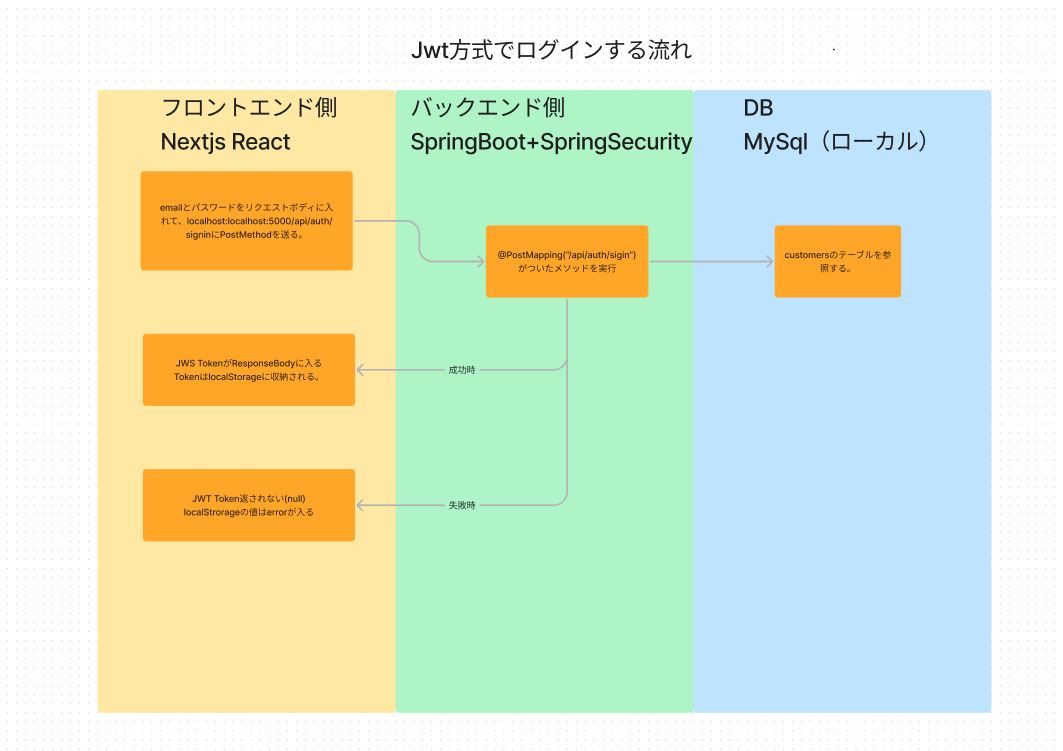 Jwt方式でログインする流れ
フロントエンド側
Nextjs React
バックエンド側
SpringBoot+SpringSecurity
DB
MySql（ローカル）
emailとパスワードをリクエストボディに入
れて、localhost:localhost:5000/api/auth/
signinにPostMethodを送る。
@PostMapping("/api/auth/sigin")
がついたメソッドを実行
customersのテーブルを参
照する。
JWS TokenがResponseBodyに入る
TokenはlocalStorageに収納される。
成功時
JWT Token返されない(null)
localStrorageの値はerrorが入る
失敗時